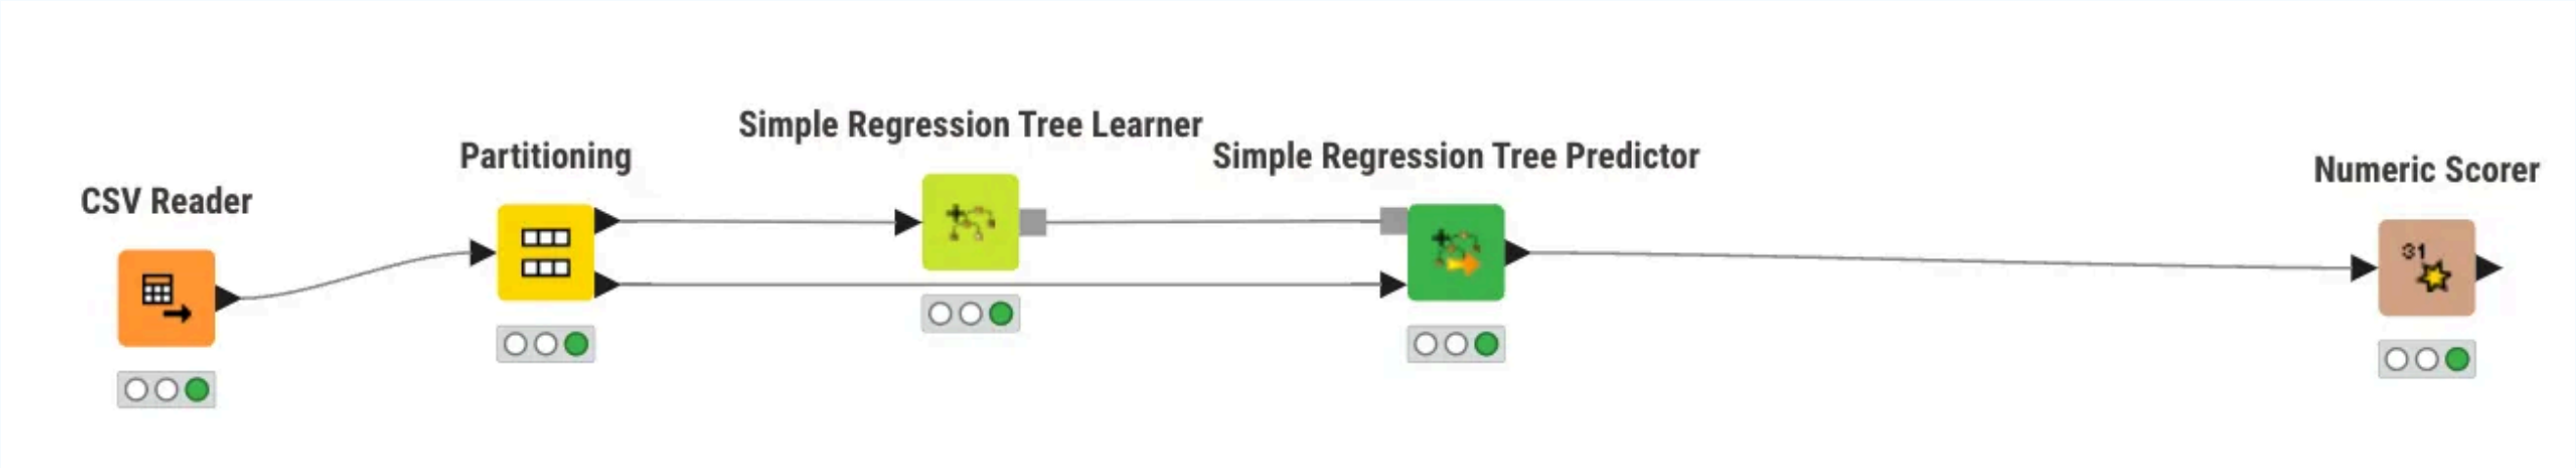 CSV Reader
Partitioning
Simple Regression Tree Learner
Simple Regression Tree Predictor
Numeric Scorer
31